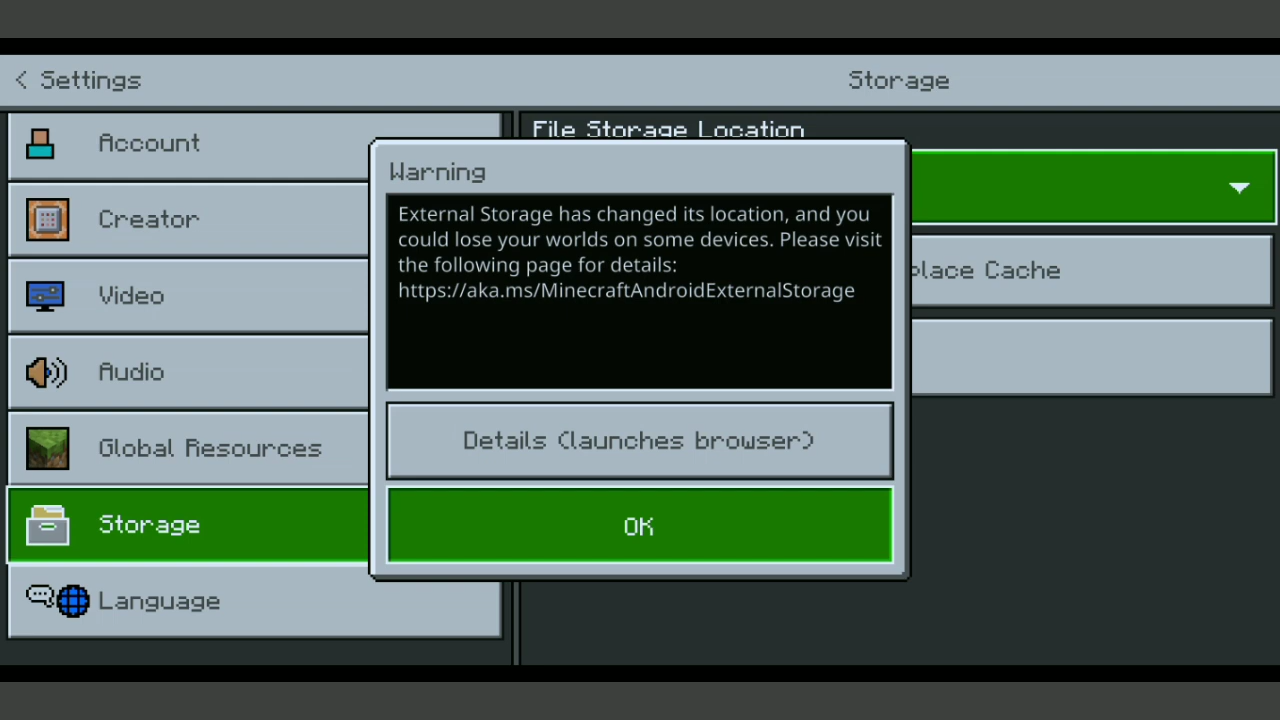 < Settings
Storage
Account
Creator
Video
Audio
Global Resources
Storage
Language
File Storage Location
Cache
Warning
External Storage has changed its location, and you
could lose your worlds on some devices. Please visit
the following page for details:
https://aka.ms/MinecraftAndroidExternalStorage
Details (launches browser)
OK